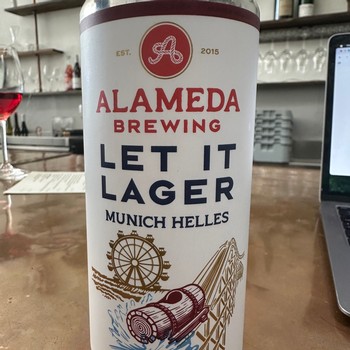 A
EST. 2015
ALAMEDA
BREWING
LET IT
LAGER
MUNICH HELLES